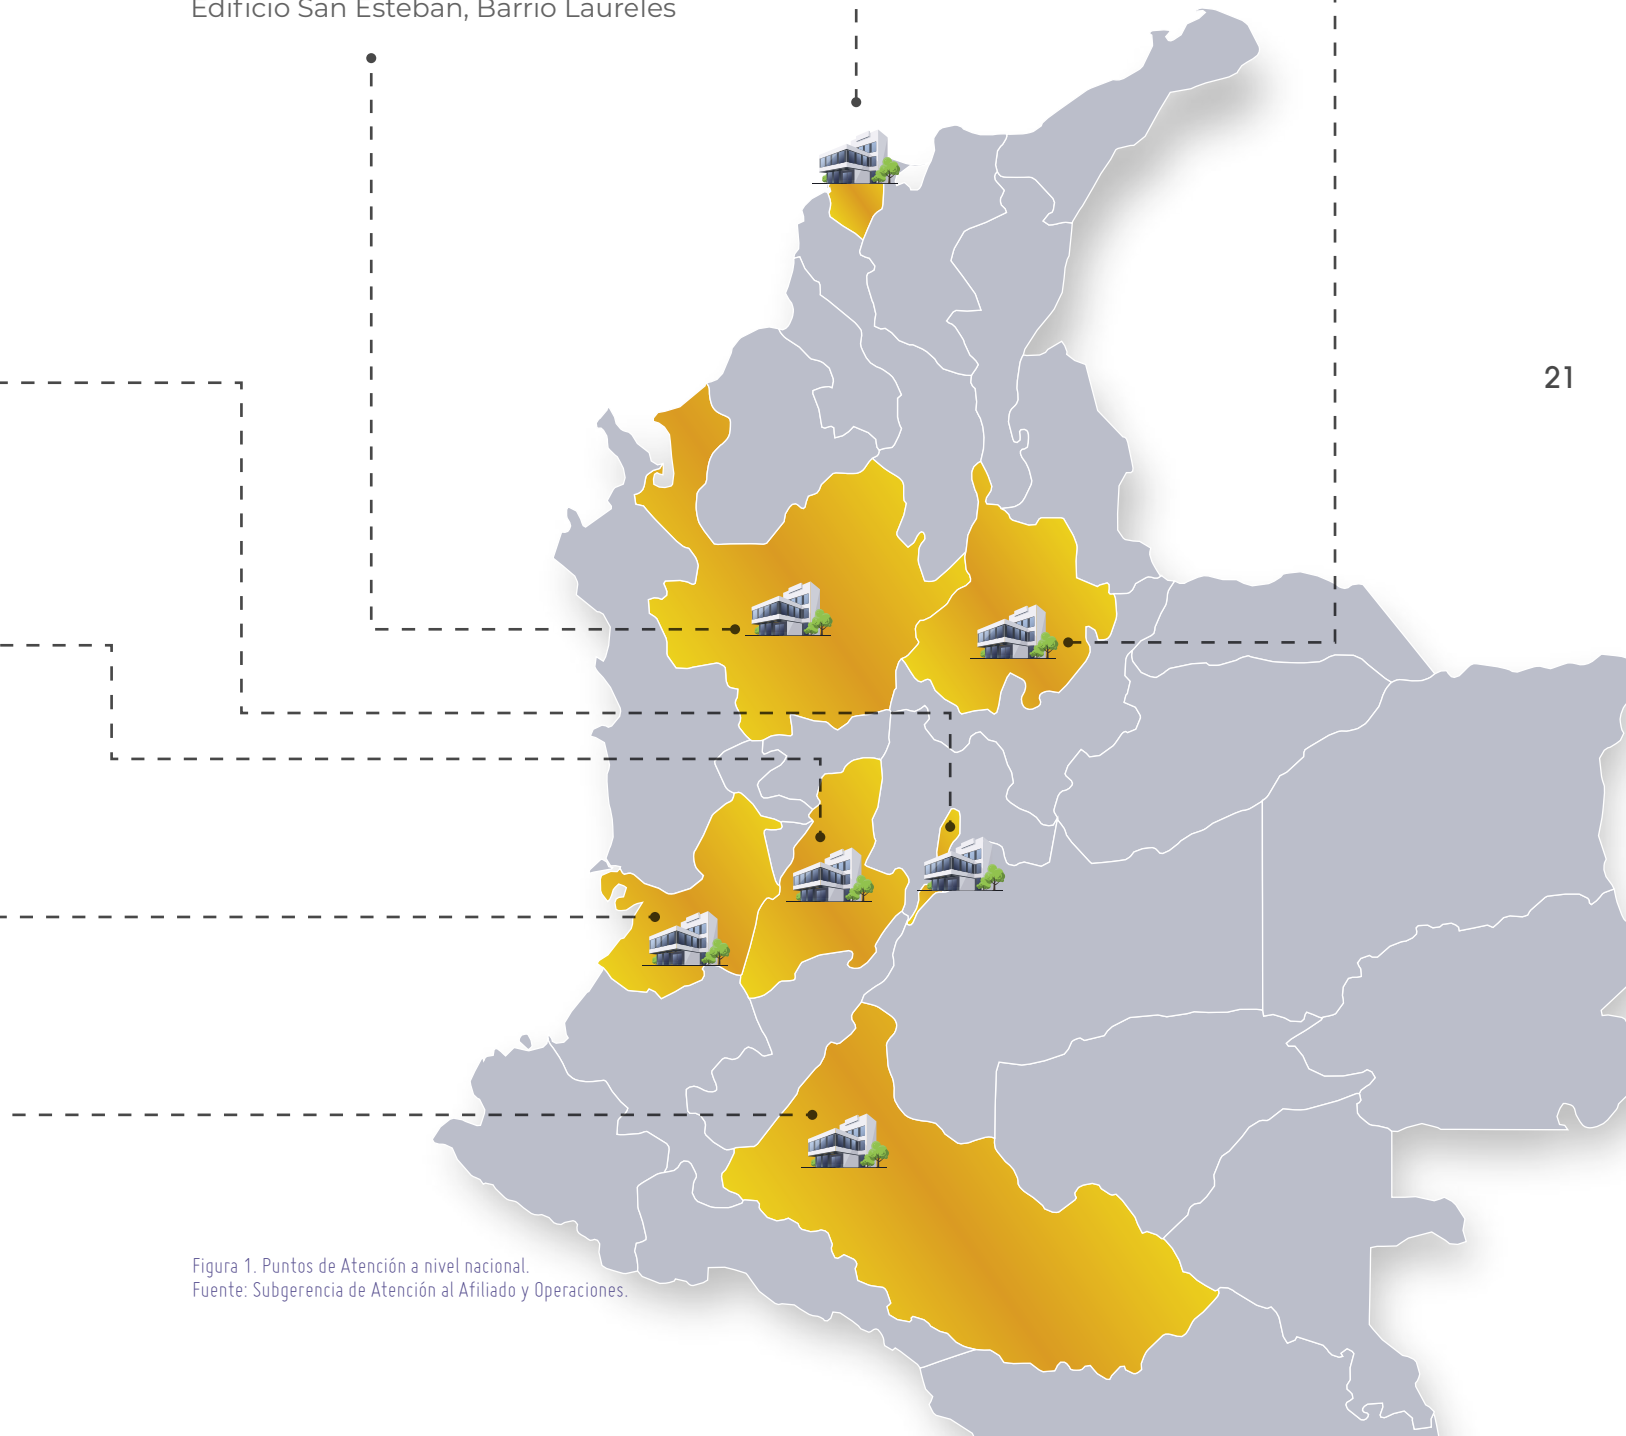 Edificio San Esteban, Barrio Laureles
21
Figura 1. Puntos de Atención a nivel nacional.
Fuente: Subgerencia de Atención al Afiliado y Operaciones.